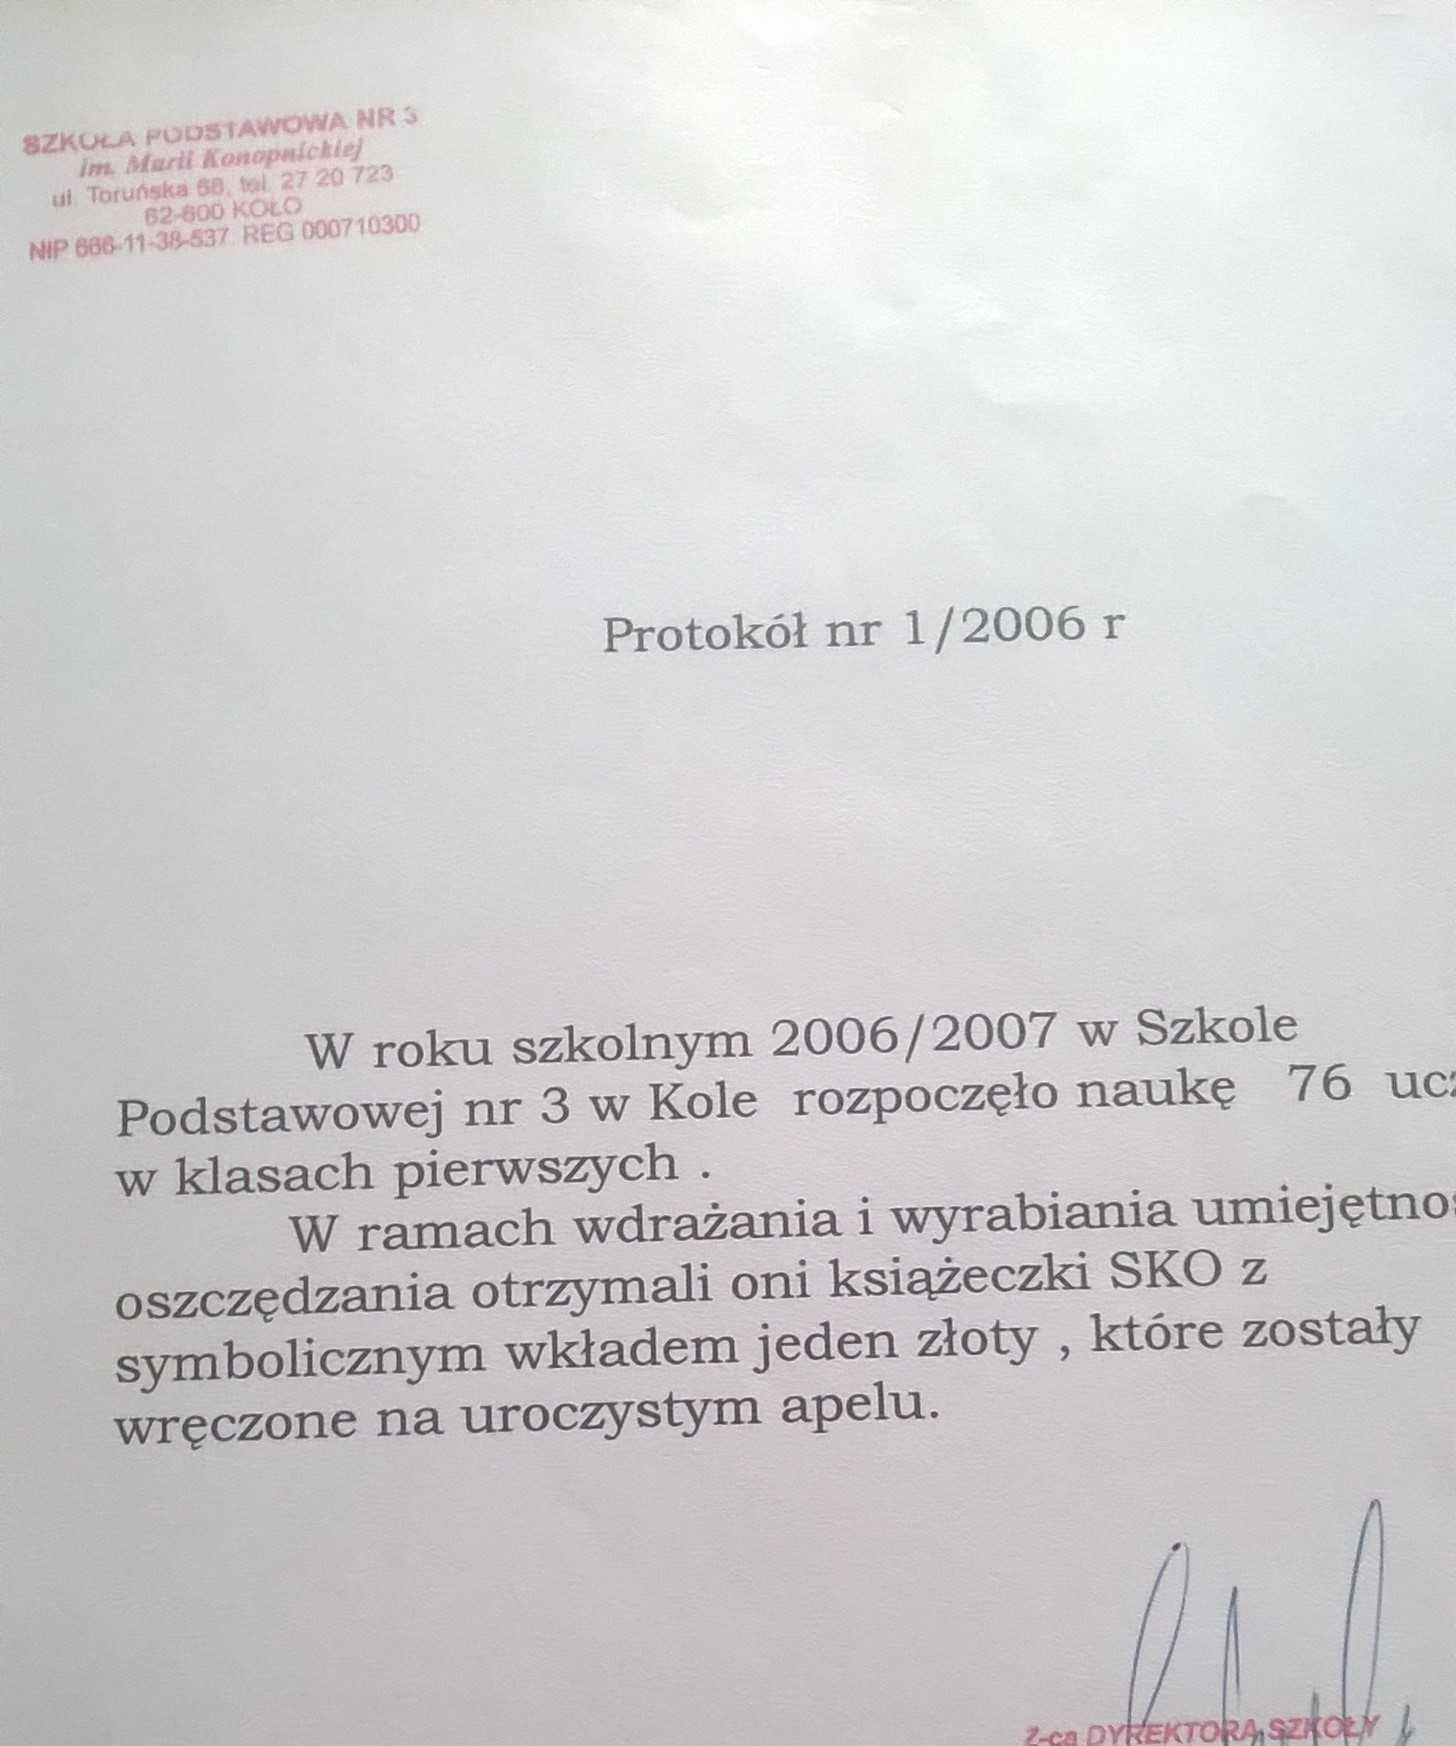 SZKOŁA PODSTAWOWA NR 3
im. Marii Konopnickiej
ul. Toruńska 68, tel. 27 20 723
62-600 KOŁO
NIP 666-11-38-537 REG 000710300
Protokół nr 1/2006 r
W roku szkolnym 2006/2007 w Szkole
Podstawowej nr 3 w Kole rozpoczęło naukę 76
w klasach pierwszych .
W ramach wdrażania i wyrabiania
oszczędzania otrzymali oni książeczki SKO z
symbolicznym wkładem jeden złoty , które zostały
wręczone na uroczystym apelu.
Z-ca DYREKTORA SZKOŁY